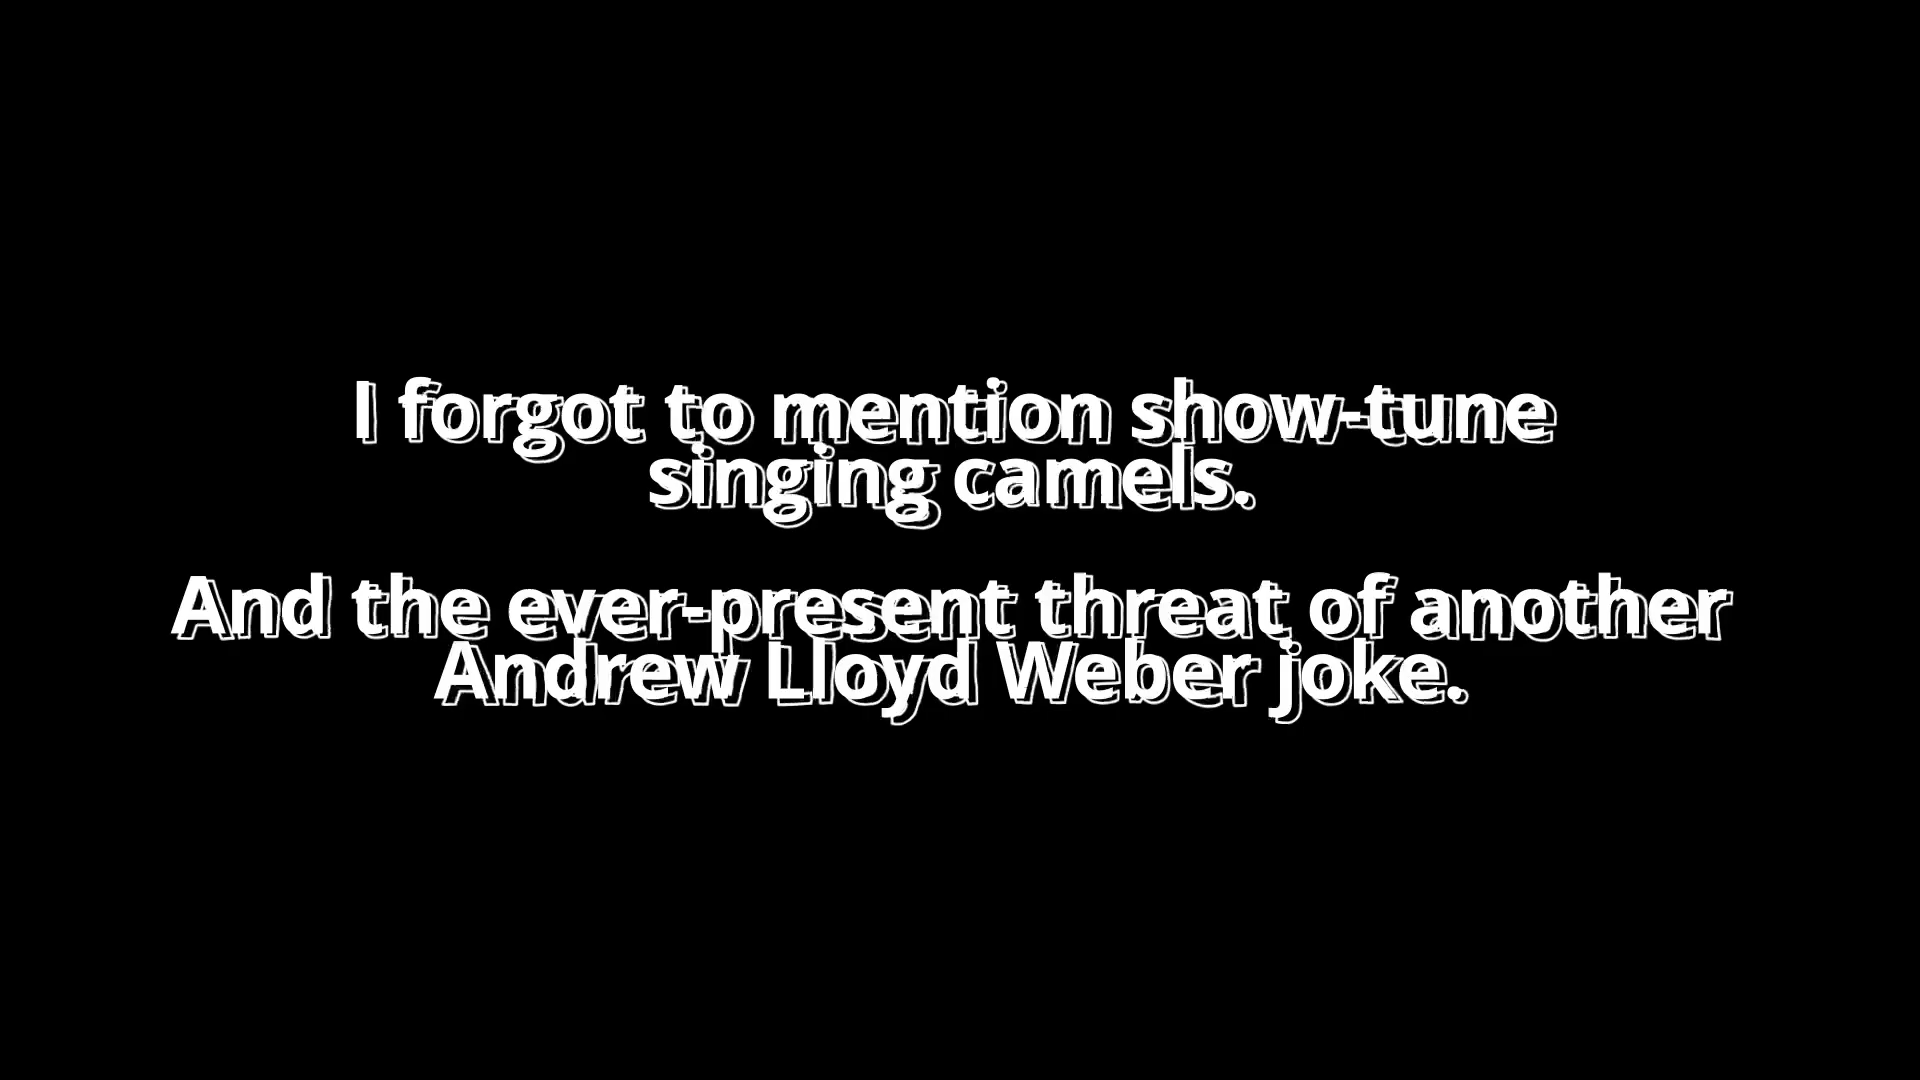 I forgot to mention show-tune
singing camels.
And the ever-present threat of another
Andrew Lloyd Weber joke.